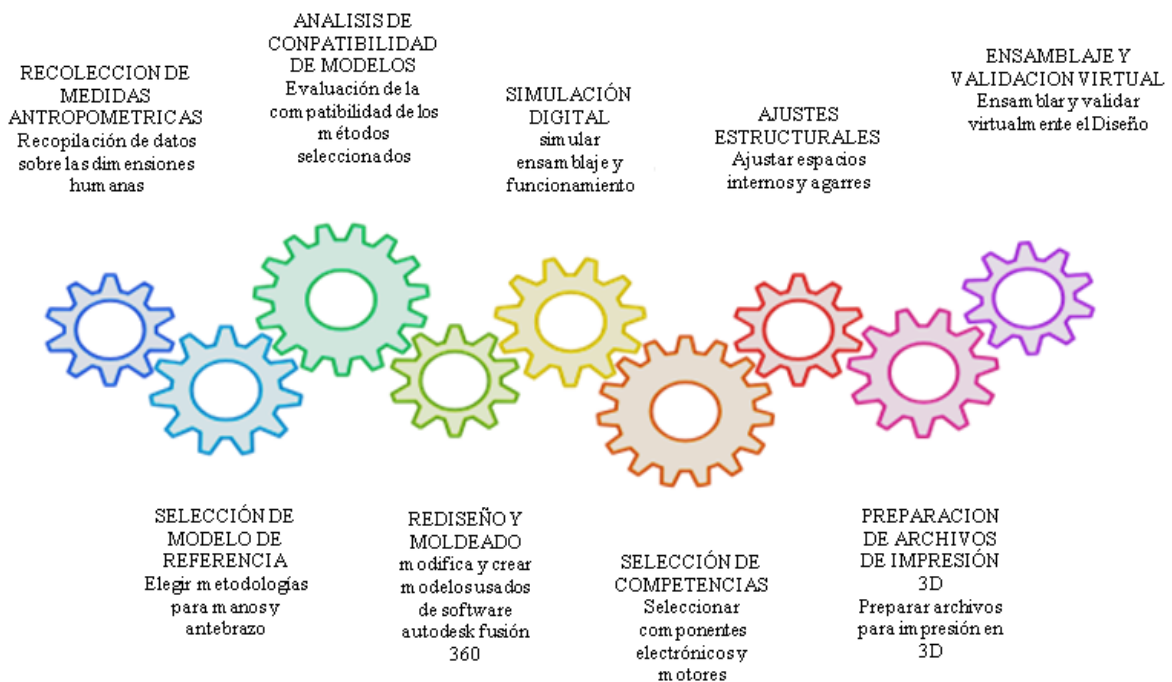 RECOLECCION DE
MEDIDAS
ANTROPOMETRICAS
Recopilación de datos
sobre las dimensiones
humanas
SELECCIÓN DE
MODELO DE
REFERENCIA
Elegir metodologías
para manos y
antebrazo
ANALISIS DE
CONPATIBILIDAD
DE MODELOS
Evaluación de la
compatibilidad de los
métodos
seleccionados
REDISEÑO Y
MOLDEADO
modifica y crear
modelos usados
de software
autodesk fusión
360
SIMULACIÓN
DIGITAL
simular
ensamblaje y
funcionamiento
SELECCIÓN DE
COMPETENCIAS
Seleccionar
componentes
electrónicos y
motores
AJUSTES
ESTRUCTURALES
Ajustar espacios
internos y agarres
PREPARACION
DE ARCHIVOS
DE IMPRESIÓN
3D
Preparar archivos
para impresión en
3D
ENSAMBLAJE Y
VALIDACION VIRTUAL
Ensamblar y validar
virtualmente el Diseño